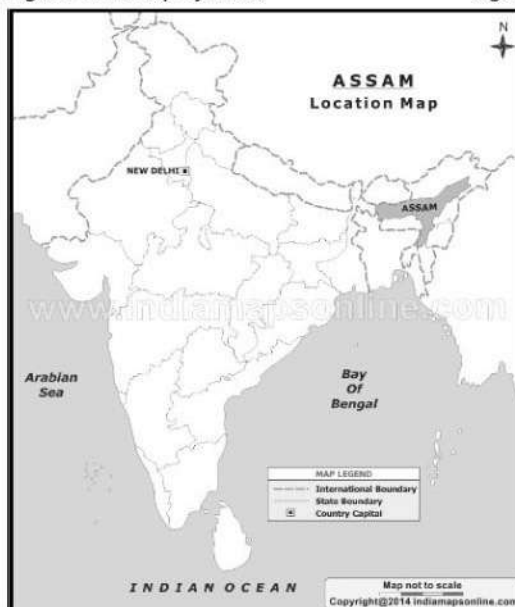 N
ASSAM
Location Map
NEW DELHI
ASSAM
www.indiamapsonline.com
Arabian
Sea
Bay
Of
Bengal
MAP LEGEND
International Boundary
State Boundary
Country Capital
INDIAN OCEAN
Map not to scale
Copyright@2014 indiamapsonline.com